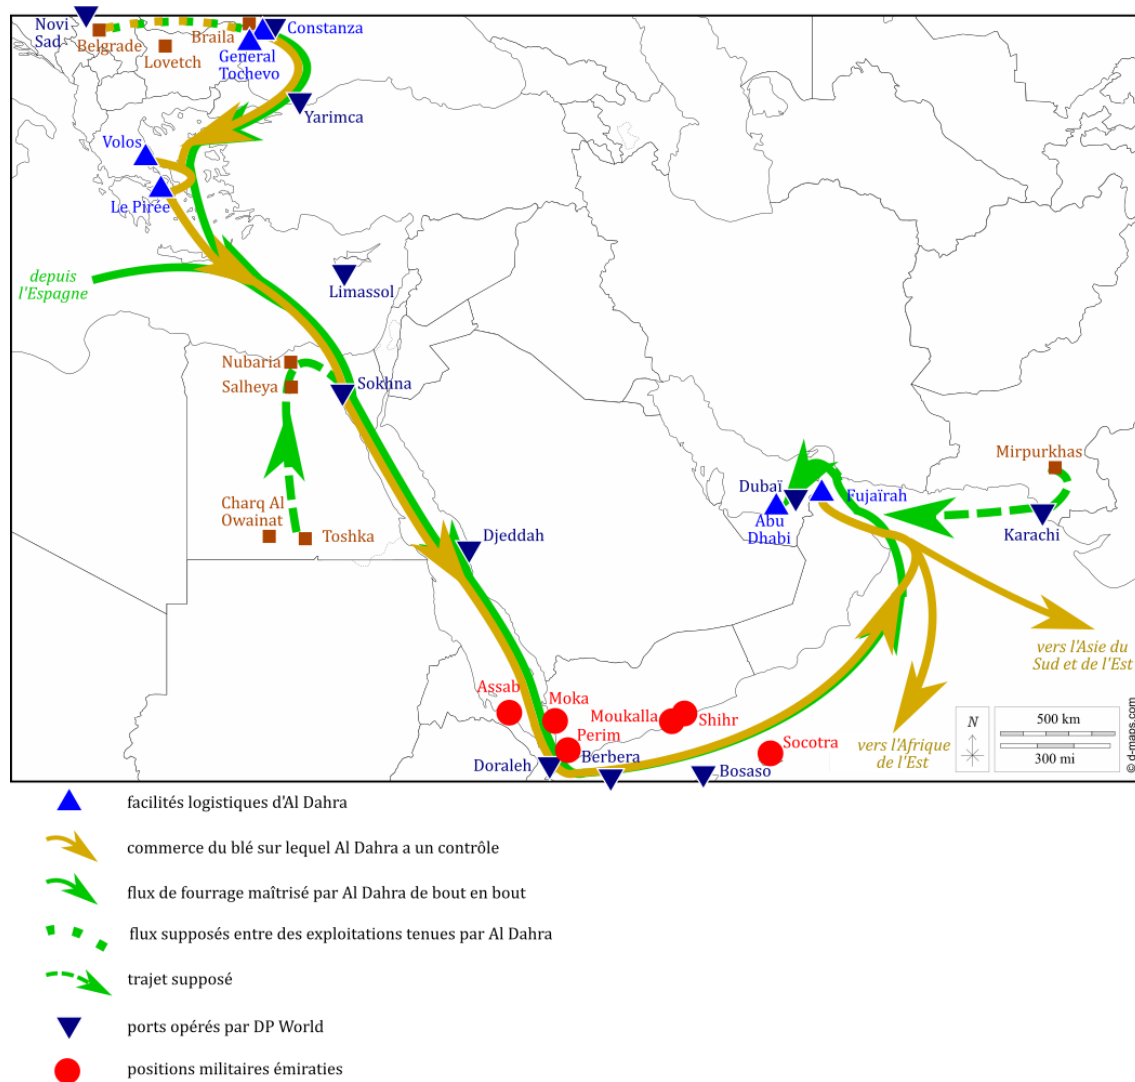 Novi
Sad
Belgrade
Lovetch
Braila
General
Tochevo
Constanza
Yarimca
Volos
Le Pirée
depuis
l'Espagne
Limassol
Nubaria
Salheya
Sokhna
Charq Al
Owainat
Toshka
Djeddah
Dubaï
Abu
Dhabi
Fujaïrah
Mirpurkhas
Karachi
vers l'Asie du
Sud et de l'Est
vers l'Afrique
de l'Est
Assab
Moka
Perim
Moukalla
Shihr
Socotra
Doraleh
Berbera
Bosaso
N
500 km
300 mi
© d-maps.com
facilités logistiques d'Al Dahra
commerce du blé sur lequel Al Dahra a un contrôle
flux de fourrage maîtrisé par Al Dahra de bout en bout
flux supposés entre des exploitations tenues par Al Dahra
trajet supposé
ports opérés par DP World
positions militaires émiraties